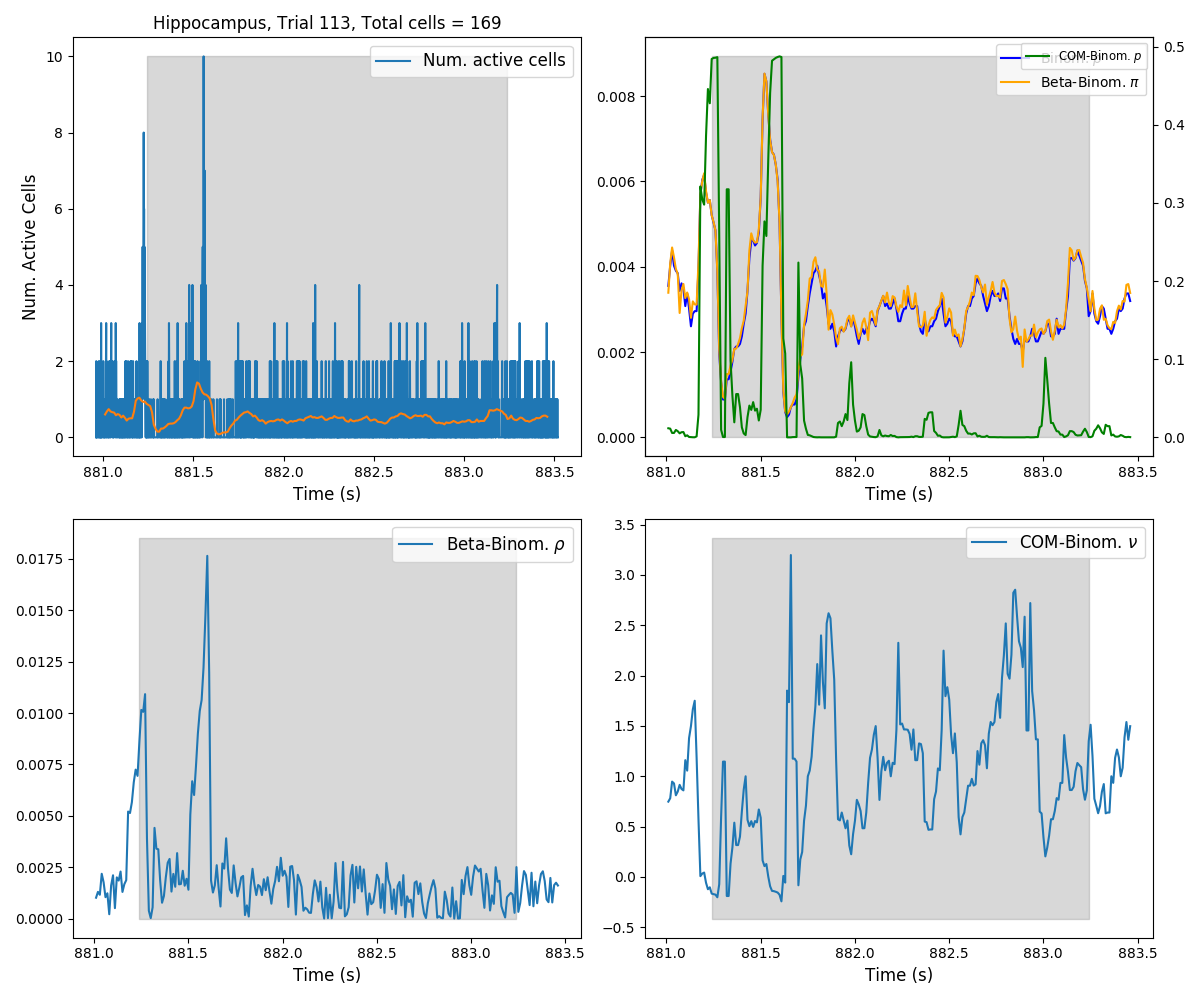 Hippocampus, Trial 113, Total cells = 169
Num. active cells
Num. Active Cells
10
8
6
4
2
0
881.0 881.5 882.0 882.5 883.0 883.5
Time (s)
COM-Binom. p
Beta-Binom. π
0.008
0.006
0.004
0.002
0.000
0.5
0.4
0.3
0.2
0.1
0.0
881.0 881.5 882.0 882.5 883.0 883.5
Time (s)
Beta-Binom. ρ
0.0175
0.0150
0.0125
0.0100
0.0075
0.0050
0.0025
0.0000
881.0 881.5 882.0 882.5 883.0 883.5
Time (s)
COM-Binom. ν
3.5
3.0
2.5
2.0
1.5
1.0
0.5
0.0
−0.5
881.0 881.5 882.0 882.5 883.0 883.5
Time (s)